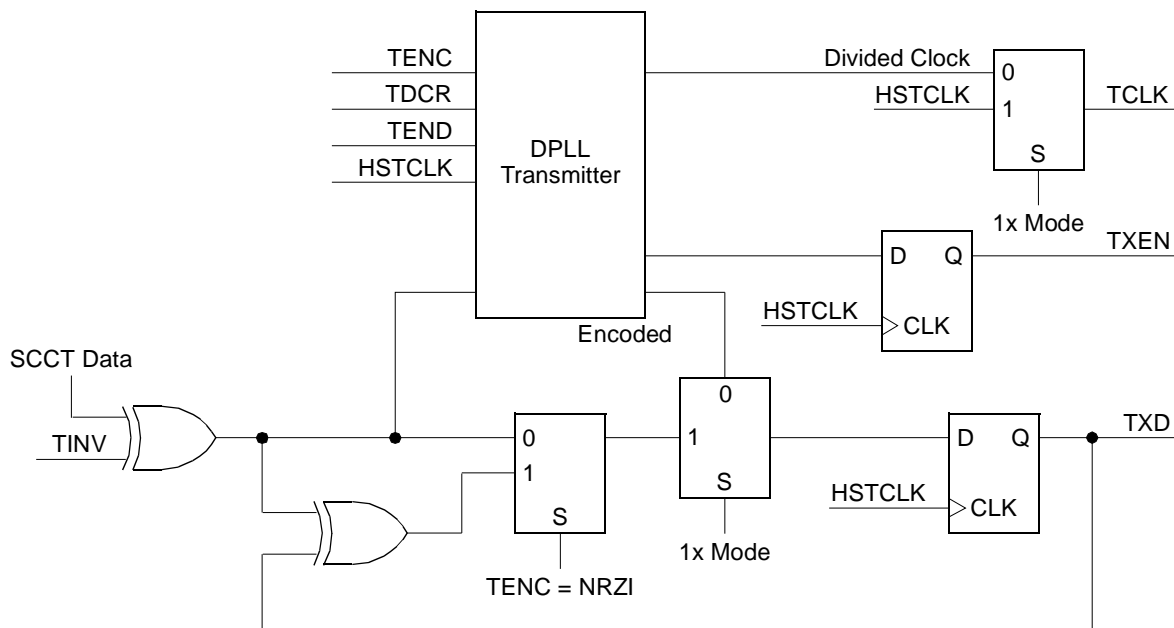 TENC
TDCR
TEND
HSTCLK
DPLL
Transmitter
Divided Clock
HSTCLK
0
1
S
TCLK
1x Mode
TXEN
D Q
HSTCLK
CLK
Encoded
SCCT Data
TINV
0
1
S
TENC = NRZI
0
1
S
1x Mode
D Q
HSTCLK
CLK
TXD